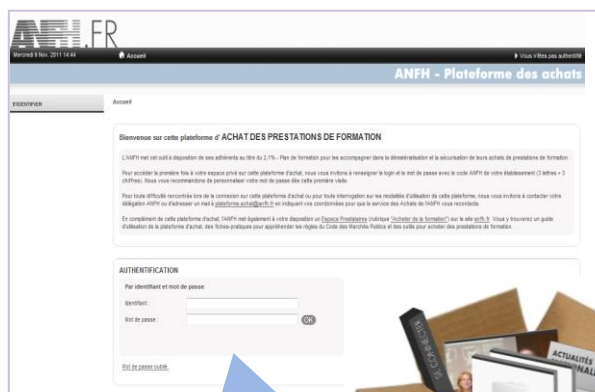 ANFH.FR
Mercredi 9 Nov. 2011 14:44
Accueil
Vous n'êtes pas authentifié
ANFH - Plateforme des achats
S'IDENTIFIER
Accueil
Bienvenue sur cette plateforme d' ACHAT DES PRESTATIONS DE FORMATION
L'ANFH met cet outil à disposition de ses adhérents au titre du 2,1% - Plan de formation pour les accompagner dans la dématérialisation et la sécurisation de leurs achats de prestations de formation.
Pour accéder la première fois à votre espace privé sur cette plateforme d'achat, nous vous invitons à renseigner le login et le mot de passe avec le code ANFH de votre établissement (3 lettres + 3
chiffres). Nous vous recommandons de personnaliser votre mot de passe dès cette première visite.
Pour toute difficulté rencontrée lors de la connexion sur cette plateforme d'achat ou pour toute interrogation sur les modalités d'utilisation de cette plateforme, nous vous invitons à contacter votre
délégation ANFH ou d'adresser un mail à plateforme.achat@anfh.fr en indiquant vos coordonnées pour que le service des Achats de l'ANFH vous recontacte.
En complément de cette plateforme d'achat, l'ANFH met également à votre disposition un Espace Prestataires (rubrique "Acheter de la formation") sur le site anfh.fr. Vous y trouverez un guide
d'utilisation de la plateforme d'achat, des fiches-pratiques pour appréhender les règles du Code des Marchés Publics et des outils pour acheter des prestations de formation.
AUTHENTIFICATION
Par identifiant et mot de passe
Identifiant :
Mot de passe :
OK
Mot de passe oublié.
SE CONNECTER
ACTUALITÉS